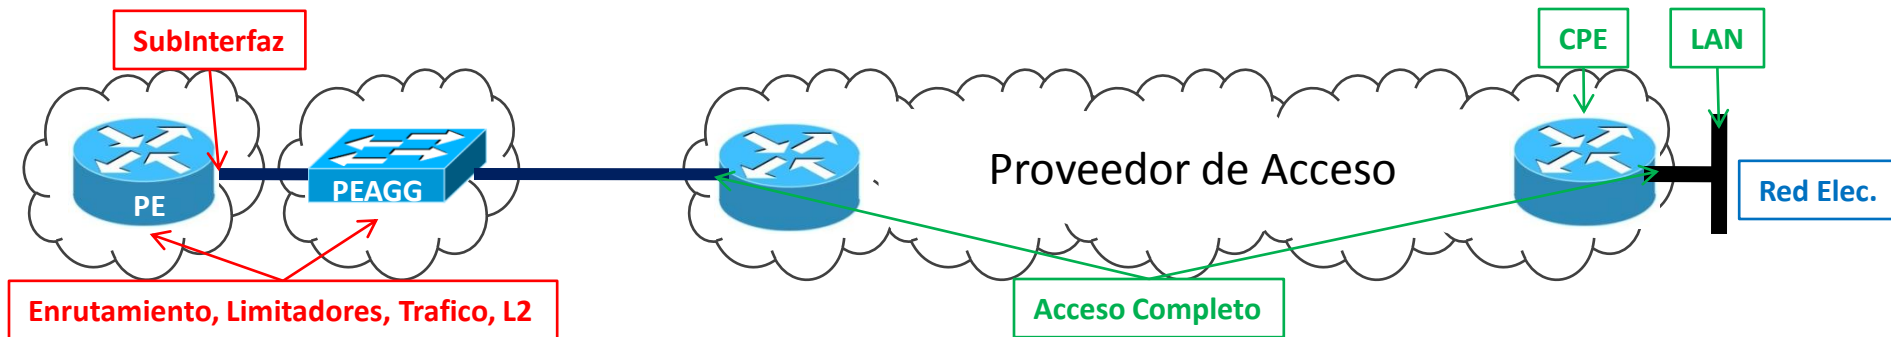 SubInterfaz
CPE
LAN
PE
PEAGG
Proveedor de Acceso
Red Elec.
Enrutamiento, Limitadores, Trafico, L2
Acceso Completo